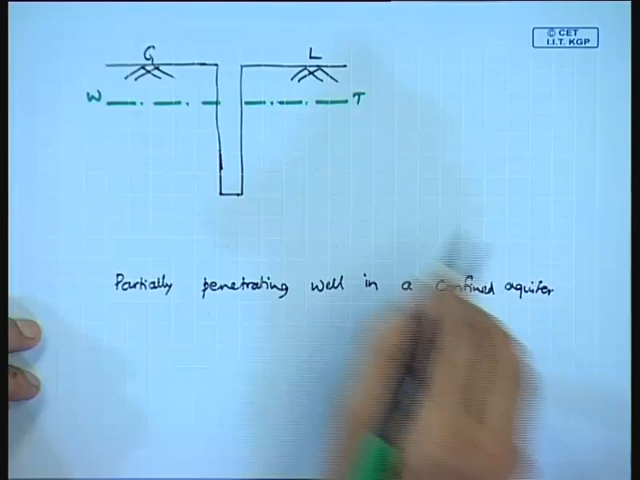 © CET
I.I.T. KGP
G L
W T
Partially penetrating well in a confined aquifer